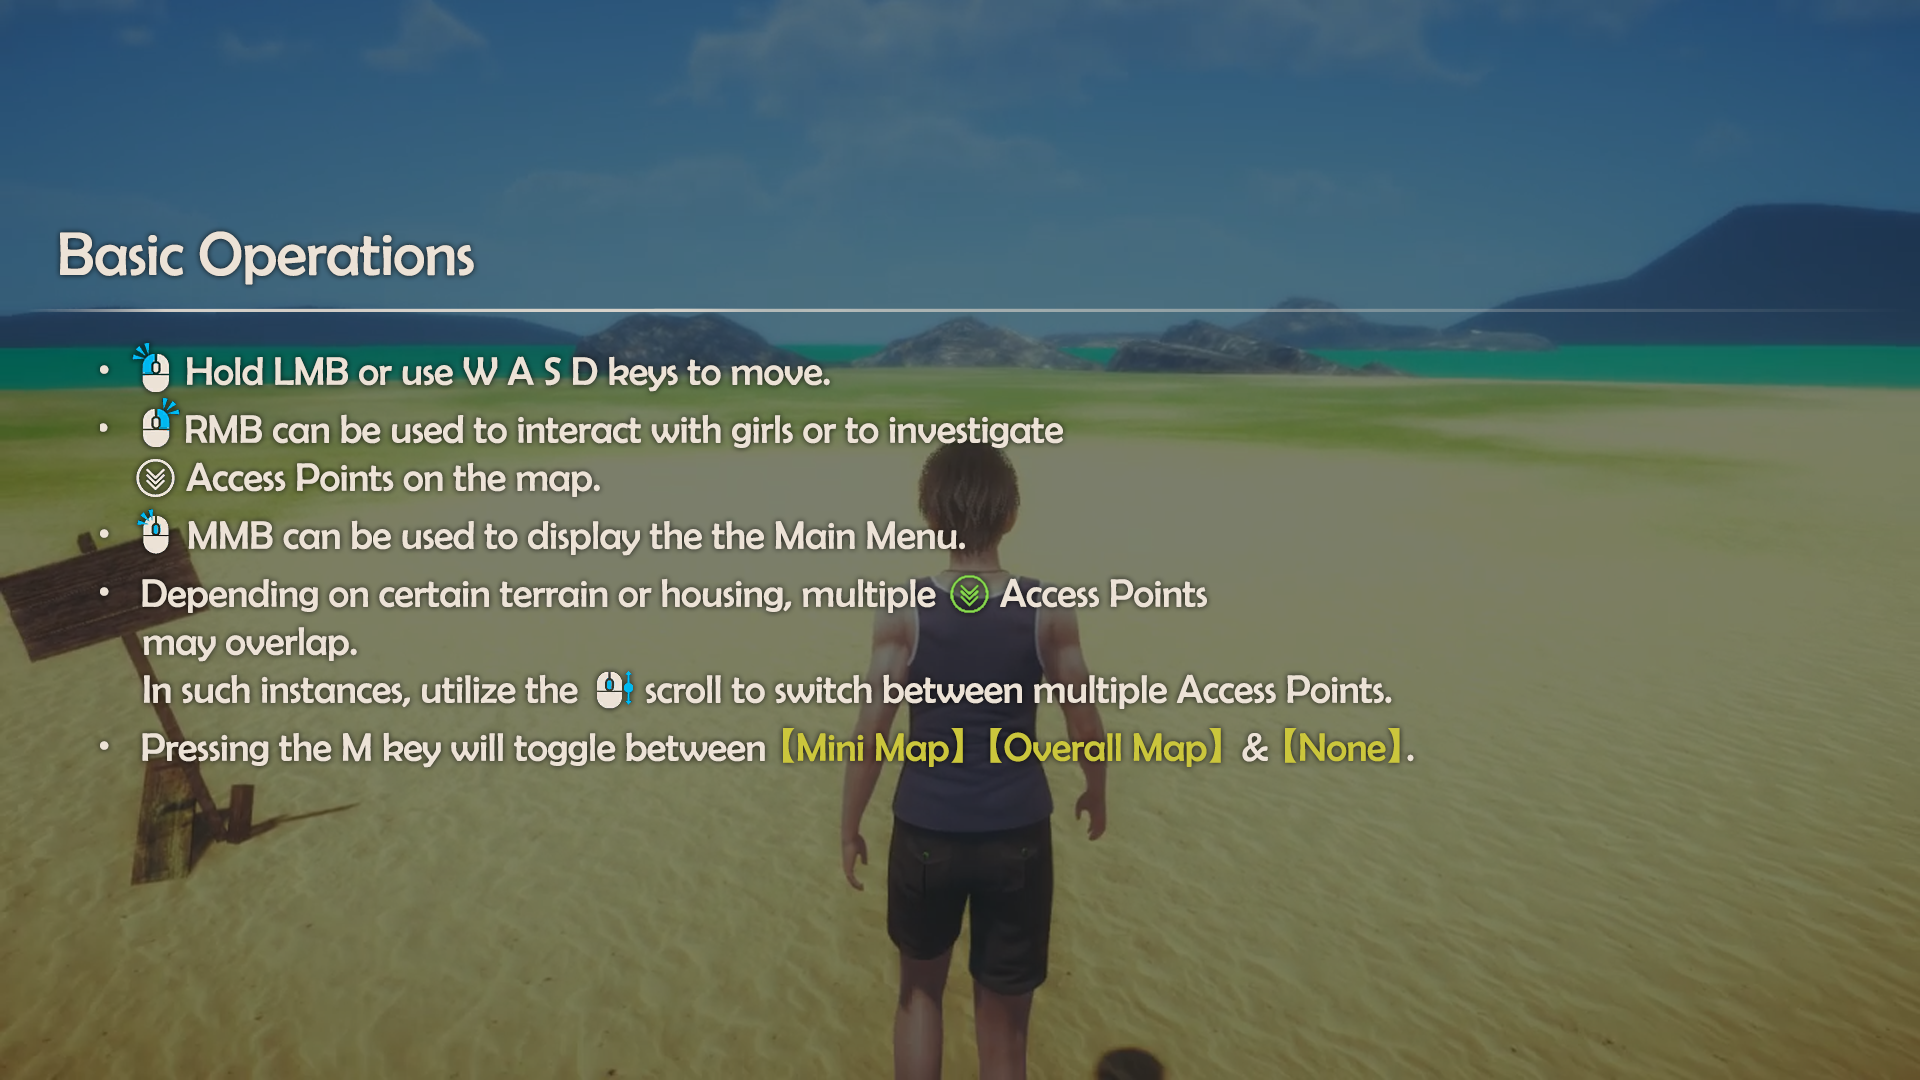 Basic Operations
・ Hold LMB or use W A S D keys to move.
・ RMB can be used to interact with girls or to investigate
Access Points on the map.
・ MMB can be used to display the the Main Menu.
・ Depending on certain terrain or housing, multiple Access Points
may overlap.
In such instances, utilize the scroll to switch between multiple Access Points.
・ Pressing the M key will toggle between 【Mini Map】【Overall Map】 & 【None】.